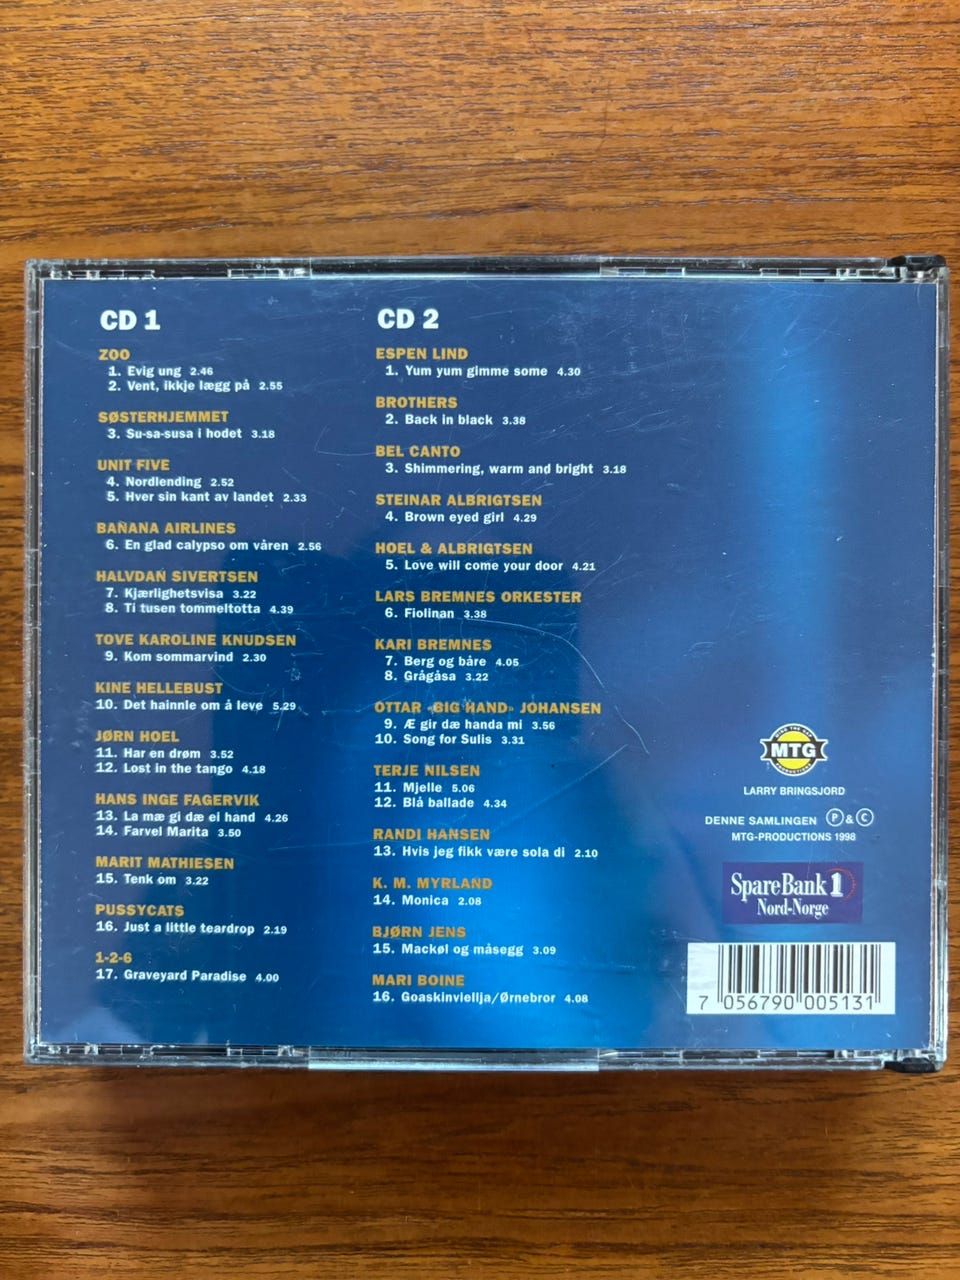 CD 1
ZOO
1. Evig ung 2.46
2. Vent, ikkje lægg på 2.55
SØSTERHJEMMET
3. Su-sa-susa i hodet 3.18
UNIT FIVE
4. Nordlending 2.52
5. Hver sin kant av landet 2.33
BANANA AIRLINES
6. En glad calypso om våren 2.56
HALVDAN SIVERTSEN
7. Kjærlighetsvisa 3.22
8. Ti tusen tommeltotta 4.39
TOVE KAROLINE KNUDSEN
9. Kom sommarvind 2.30
KINE HELLEBUST
10. Det hainnle om å leve 5.29
JØRN HOEL
11. Har en drøm 3.52
12. Lost in the tango 4.18
HANS INGE FAGERVIK
13. La mæ gi dæ ei hand 4.26
14. Farvel Marita 3.50
MARIT MATHIESEN
15. Tenk om 3.22
PUSSYCATS
16. Just a little teardrop 2.19
1-2-6
17. Graveyard Paradise 4.00
CD 2
ESPEN LIND
1. Yum yum gimme some 4.30
BROTHERS
2. Back in black 3.38
BEL CANTO
3. Shimmering, warm and bright 3.18
STEINAR ALBRIGTSEN
4. Brown eyed girl 4.29
HOEL & ALBRIGTSEN
5. Love will come your door 4.21
LARS BREMNES ORKESTER
6. Fiolinan 3.38
KARI BREMNES
7. Berg og båre 4.05
8. Grågåsa 3.22
OTTAR «BIG HAND» JOHANSEN
9. Æ gir dæ handa mi 3.56
10. Song for Sulis 3.31
TERJE NILSEN
11. Mjelle 5.06
12. Blå ballade 4.34
RANDI HANSEN
13. Hvis jeg fikk være sola di 2.10
K. M. MYRLAND
14. Monica 2.08
BJØRN JENS
15. Mackøl og måsegg 3.09
MARI BOINE
16. Goaskinviellja/Ørnebror 4.08
MTG
PRODUCTIONS
LARRY BRINGSJORD
DENNE SAMLINGEN Ⓟ & Ⓒ
MTG-PRODUCTIONS 1998
SpareBank 1
Nord-Norge
7 056790 005131